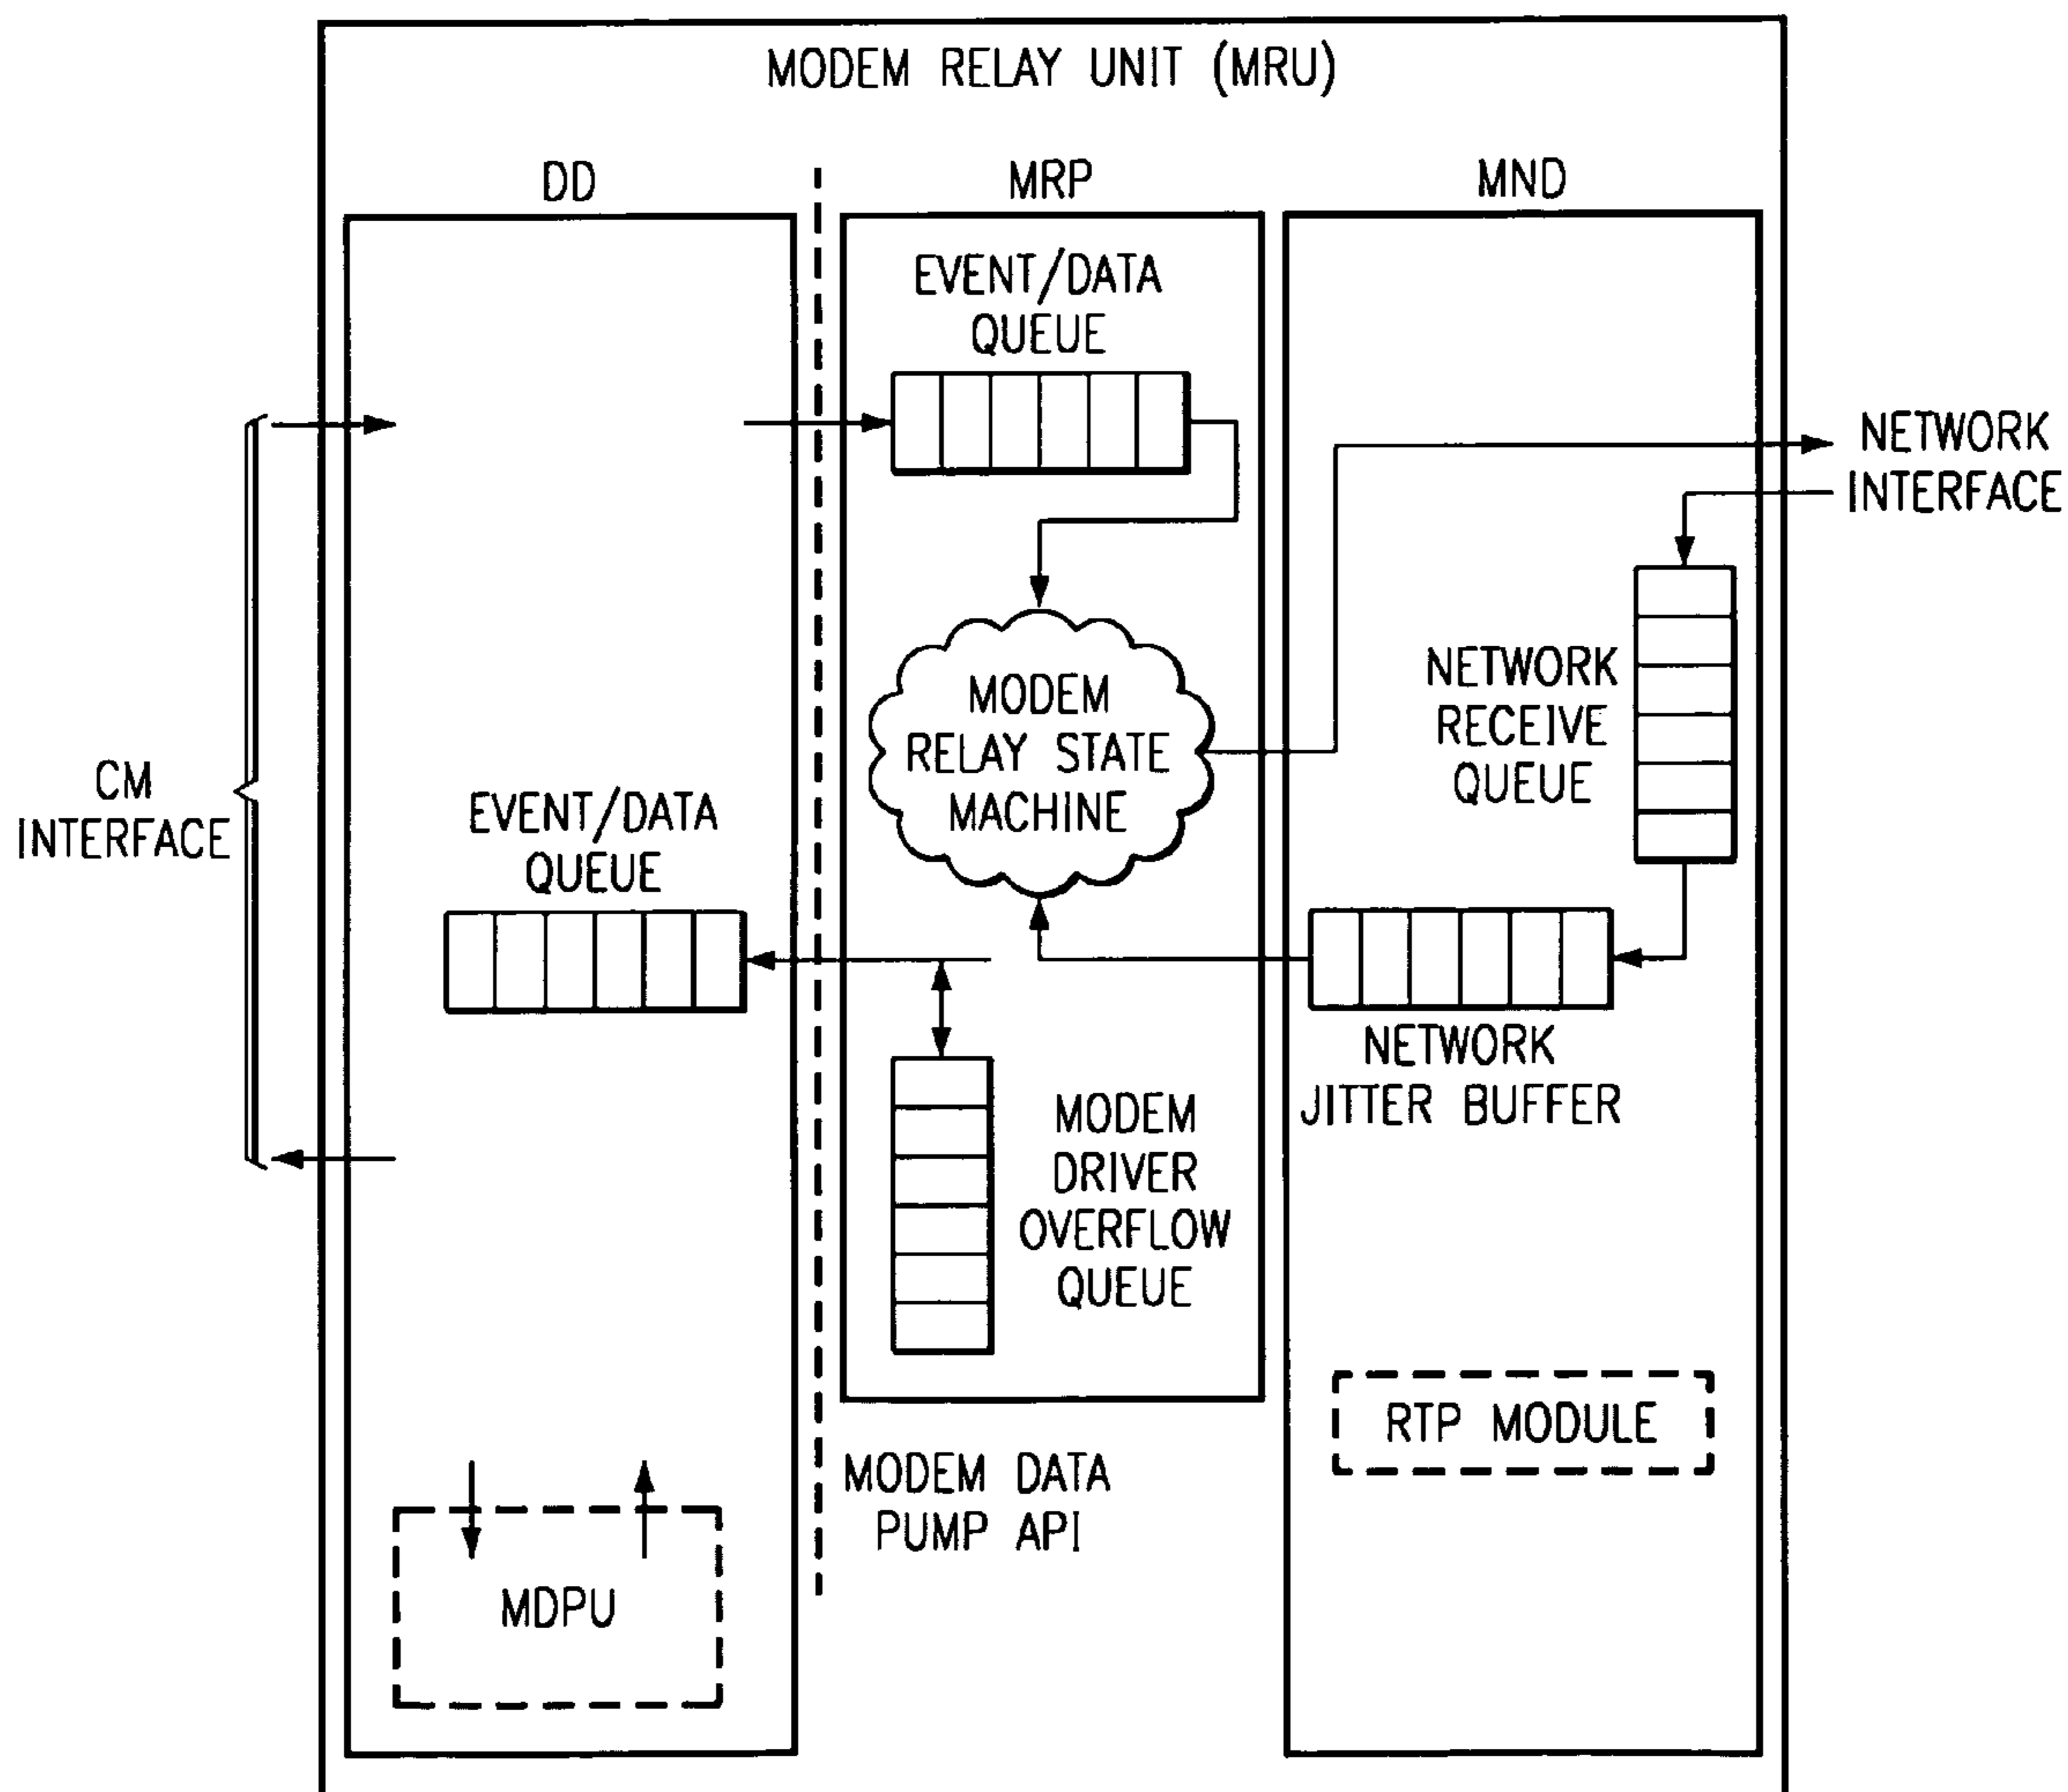 MODEM RELAY UNIT (MRU)
DD
MRP
MND
EVENT/DATA
QUEUE
NETWORK
INTERFACE
MODEM
RELAY STATE
MACHINE
NETWORK
RECEIVE
QUEUE
CM
INTERFACE
EVENT/DATA
QUEUE
NETWORK
JITTER BUFFER
MODEM
DRIVER
OVERFLOW
QUEUE
RTP MODULE
MODEM DATA
PUMP API
MDPU